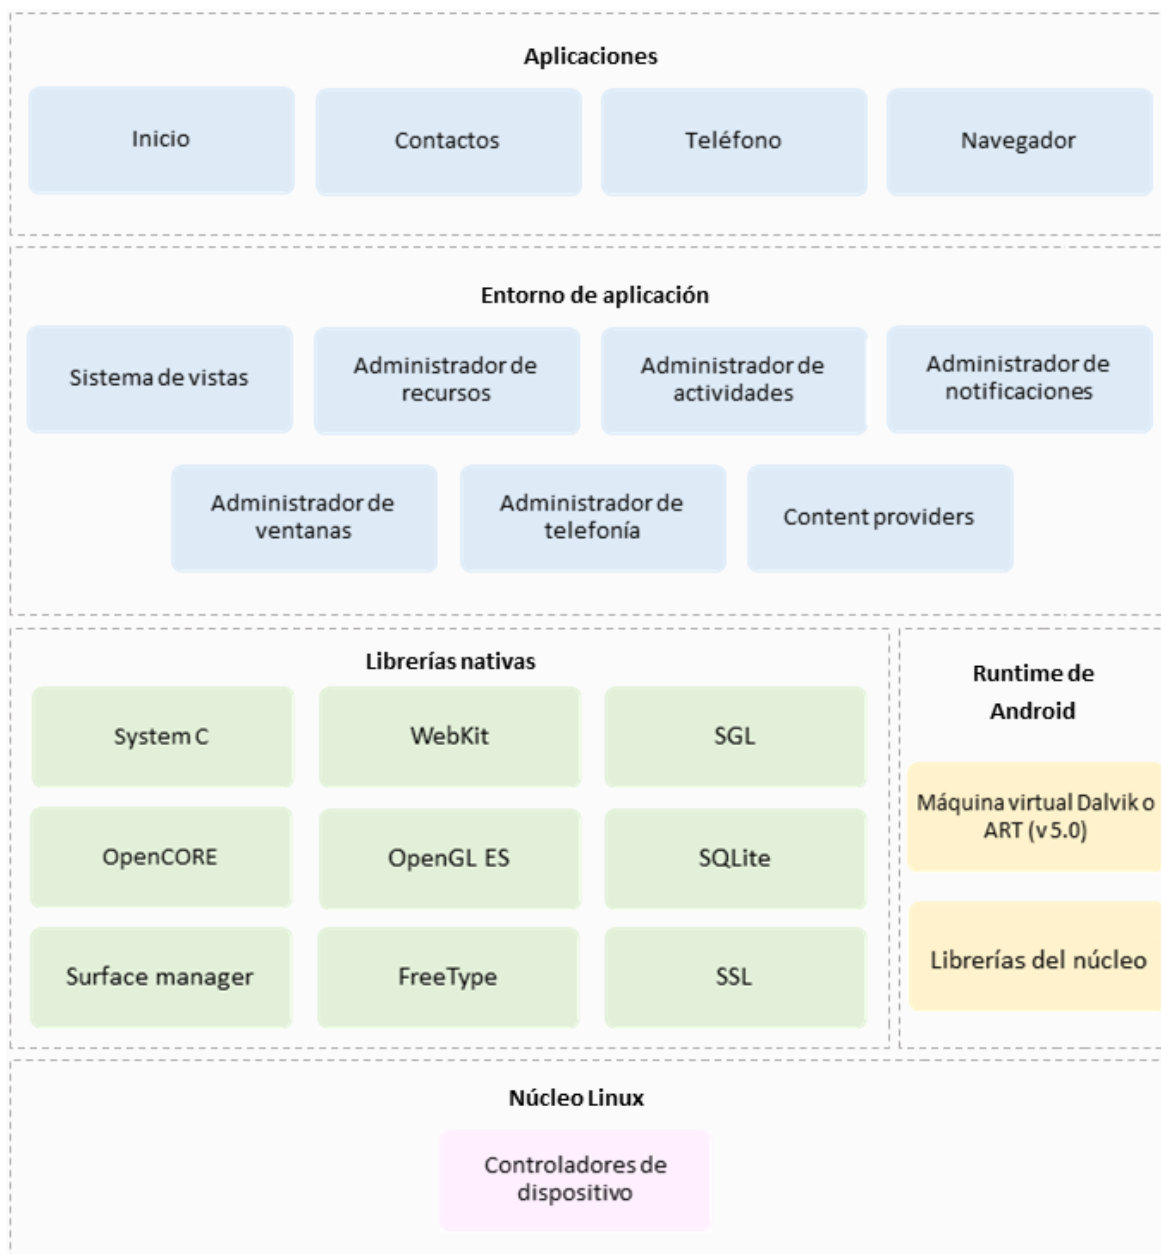 Aplicaciones
Inicio
Contactos
Teléfono
Navegador
Entorno de aplicación
Sistema de vistas
Administrador de
recursos
Administrador de
actividades
Administrador de
notificaciones
Administrador de
ventanas
Administrador de
telefonía
Content providers
Librerías nativas
System C
WebKit
SGL
OpenCORE
OpenGL ES
SQLite
Surface manager
FreeType
SSL
Runtime de
Android
Máquina virtual Dalvik o
ART (v 5.0)
Librerías del núcleo
Núcleo Linux
Controladores de
dispositivo